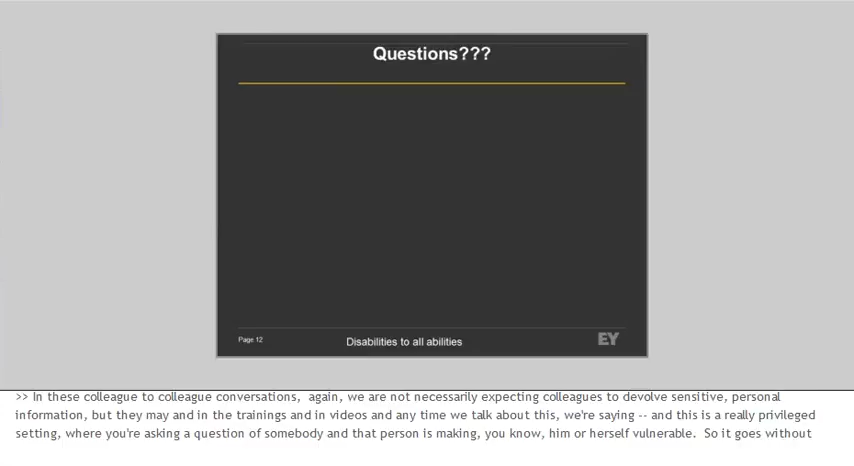 Questions???
Page 12
Disabilities to all abilities
EY
>> In these colleague to colleague conversations,  again, we are not necessarily expecting colleagues to devolve sensitive, personal
information, but they may and in the trainings and in videos and any time we talk about this, we're saying -- and this is a really privileged
setting, where you're asking a question of somebody and that person is making, you know, him or herself vulnerable.  So it goes without